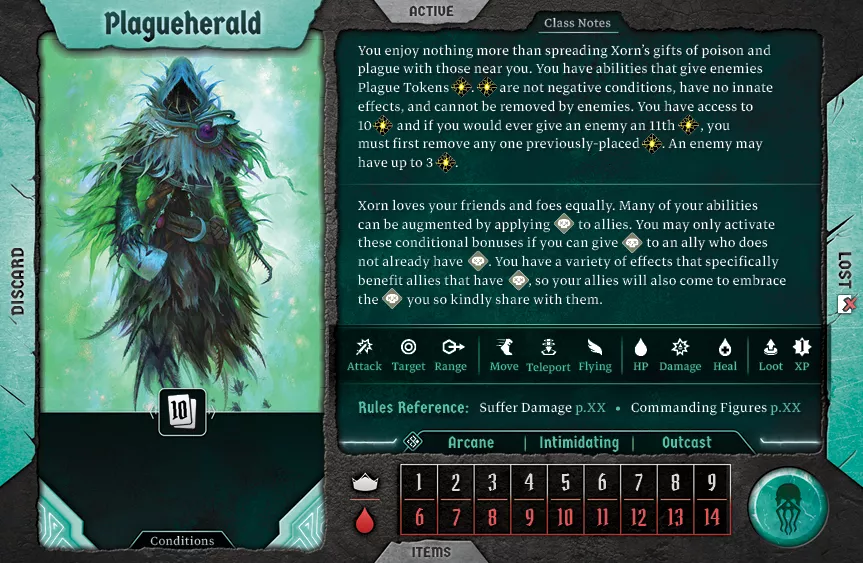 Plagueherald
ACTIVE
Class Notes
You enjoy nothing more than spreading Xorn's gifts of poison and
plague with those near you. You have abilities that give enemies
Plague Tokens . are not negative conditions, have no innate
effects, and cannot be removed by enemies. You have access to
10 and if you would ever give an enemy an 11th , you
must first remove any one previously-placed . An enemy may
have up to 3 .
Xorn loves your friends and foes equally. Many of your abilities
can be augmented by applying to allies. You may only activate
these conditional bonuses if you can give to an ally who does
not already have . You have a variety of effects that specifically
benefit allies that have , so your allies will also come to embrace
the you so kindly share with them.
Attack Target Range Move Teleport Flying HP Damage Heal Loot XP
Rules Reference: Suffer Damage p.XX • Commanding Figures p.XX
Arcane | Intimidating | Outcast
DISCARD
LOST
10
Conditions
1 2 3 4 5 6 7 8 9
6 7 8 9 10 11 12 13 14
ITEMS